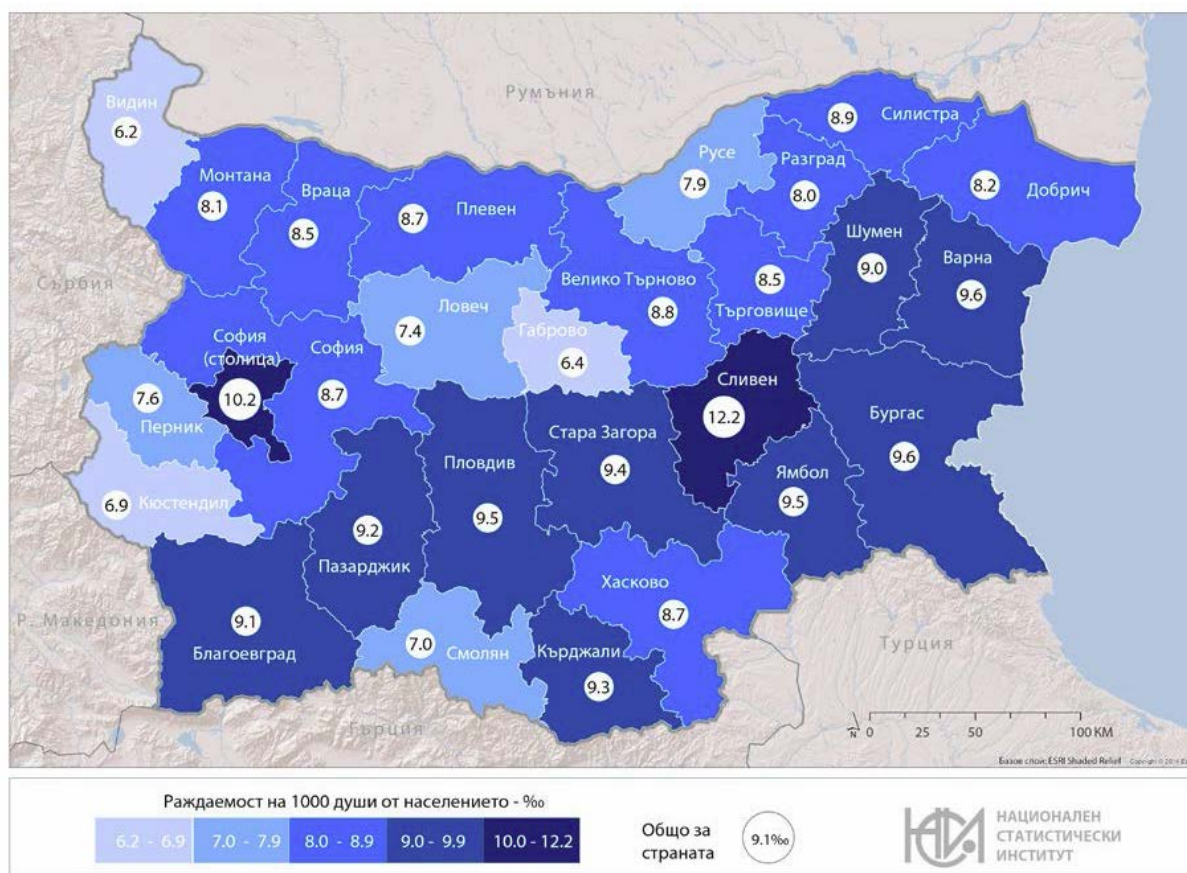 Румъния
Видин
6.2
8.9
Силистра
Русе
7.9
Разград
8.0
8.2
Добрич
Монтана
8.1
Враца
8.5
8.7
Плевен
Шумен
9.0
Варна
9.6
Сърбия
Ловеч
7.4
Велико Търново
8.8
8.5
Търговище
Габрово
6.4
София
(столица)
10.2
София
8.7
7.6
Перник
Сливен
12.2
Бургас
9.6
Стара Загора
9.4
Пловдив
9.5
Ямбол
9.5
6.9
Кюстендил
9.2
Пазарджик
Хасково
8.7
Р. Македония
9.1
Благоевград
7.0
Смолян
Кърджали
9.3
Турция
Гърция
N
0 25 50 100 KM
Базов слой: ESRI Shaded Relief
Раждаемост на 1000 души от населението - ‰
6.2 - 6.9 7.0 - 7.9 8.0 - 8.9 9.0 - 9.9 10.0 - 12.2
Общо за
страната
9.1‰
НАЦИОНАЛЕН
СТАТИСТИЧЕСКИ
ИНСТИТУТ